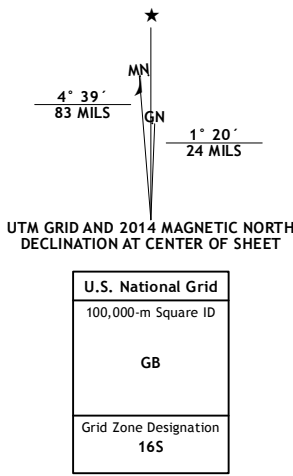 ★
MN
GN
4° 39´
83 MILS
1° 20´
24 MILS
UTM GRID AND 2014 MAGNETIC NORTH
DECLINATION AT CENTER OF SHEET
U.S. National Grid
100,000-m Square ID
GB
Grid Zone Designation
16S